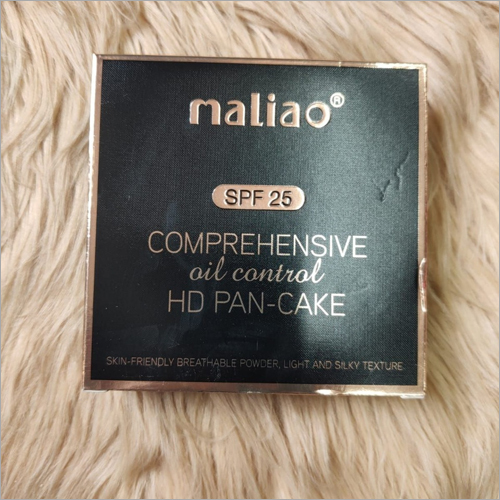 maliao®
SPF 25
COMPREHENSIVE
oil control
HD PAN-CAKE
SKIN-FRIENDLY BREATHABLE POWDER, LIGHT AND SILKY TEXTURE